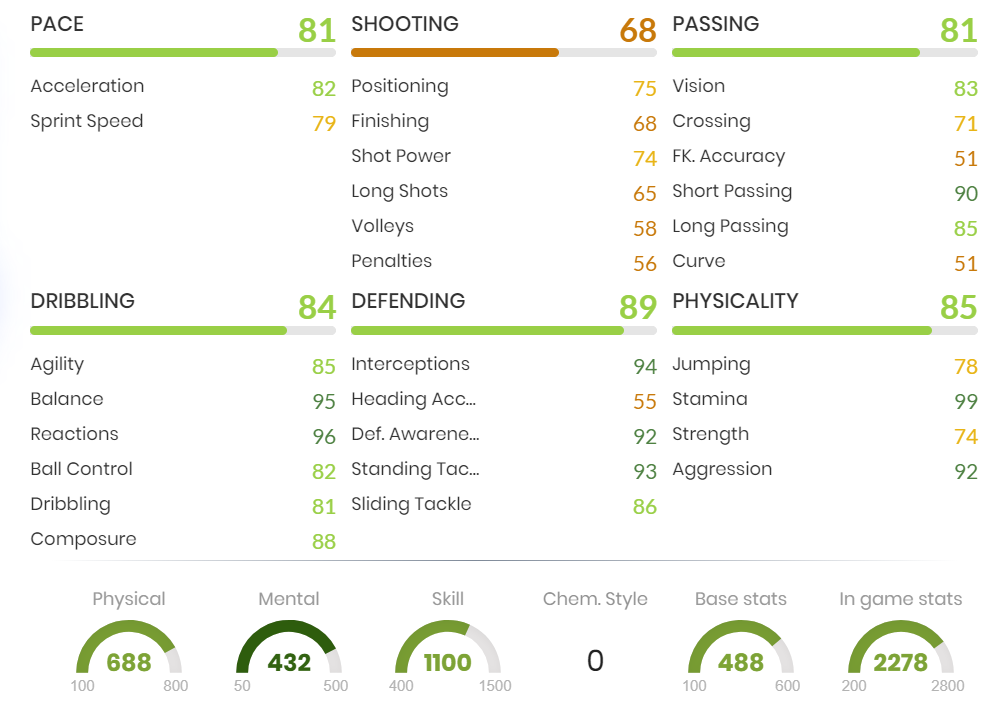 PACE 81
Acceleration 82
Sprint Speed 79
SHOOTING 68
Positioning 75
Finishing 68
Shot Power 74
Long Shots 65
Volleys 58
Penalties 56
PASSING 81
Vision 83
Crossing 71
FK. Accuracy 51
Short Passing 90
Long Passing 85
Curve 51
DRIBBLING 84
Agility 85
Balance 95
Reactions 96
Ball Control 82
Dribbling 81
Composure 88
DEFENDING 89
Interceptions 94
Heading Acc... 55
Def. Awarene... 92
Standing Tac... 93
Sliding Tackle 86
PHYSICALITY 85
Jumping 78
Stamina 99
Strength 74
Aggression 92
Physical
688
100 800
Mental
432
50 500
Skill
1100
400 1500
Chem. Style
0
Base stats
488
100 600
In game stats
2278
200 2800